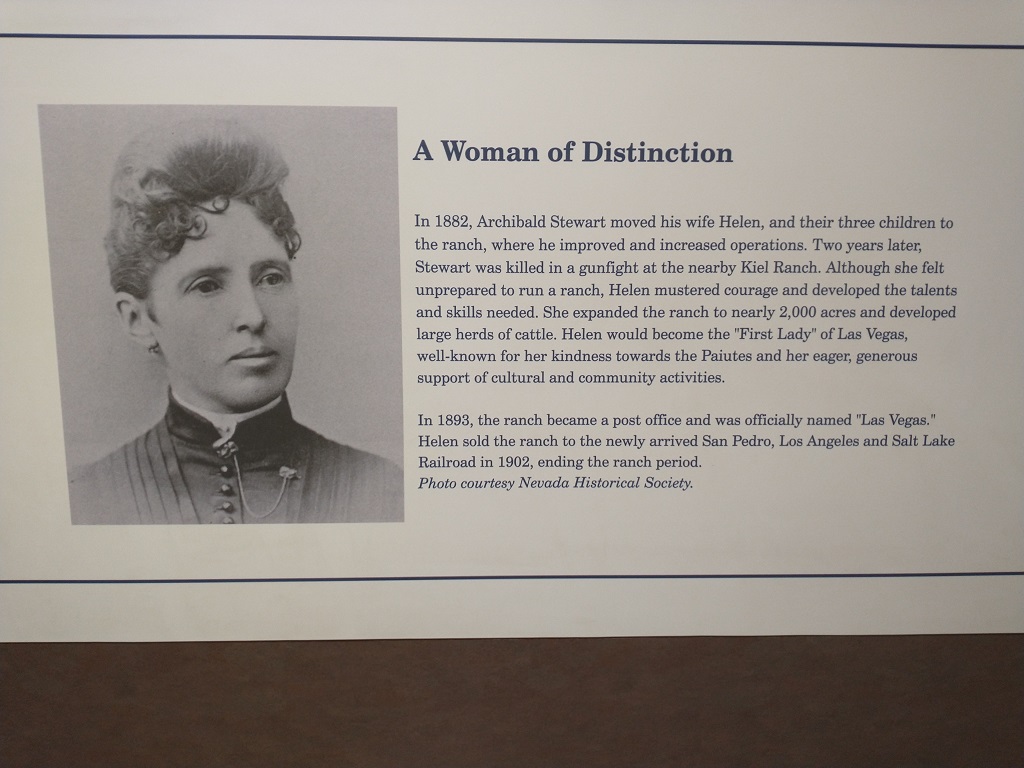 A Woman of Distinction
In 1882, Archibald Stewart moved his wife Helen, and their three children to
the ranch, where he improved and increased operations. Two years later,
Stewart was killed in a gunfight at the nearby Kiel Ranch. Although she felt
unprepared to run a ranch, Helen mustered courage and developed the talents
and skills needed. She expanded the ranch to nearly 2,000 acres and developed
large herds of cattle. Helen would become the "First Lady" of Las Vegas,
well-known for her kindness towards the Paiutes and her eager, generous
support of cultural and community activities.
In 1893, the ranch became a post office and was officially named "Las Vegas."
Helen sold the ranch to the newly arrived San Pedro, Los Angeles and Salt Lake
Railroad in 1902, ending the ranch period.
Photo courtesy Nevada Historical Society.